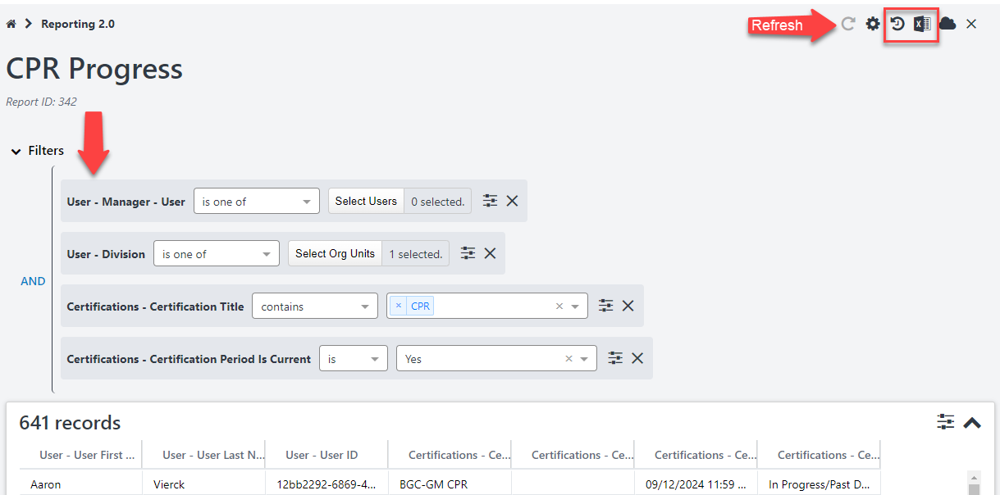 Reporting 2.0
Refresh
CPR Progress
Report ID: 342
Filters
User - Manager - User is one of Select Users 0 selected.
User - Division is one of Select Org Units 1 selected.
AND
Certifications - Certification Title contains × CPR
Certifications - Certification Period Is Current is Yes
641 records
User - User First ... User - User Last N... User - User ID Certifications - Ce... Certifications - Ce... Certifications - Ce... Certifications - Ce...
Aaron Vierck 12bb2292-6869-4... BGC-GM CPR 09/12/2024 11:59 ... In Progress/Past D...